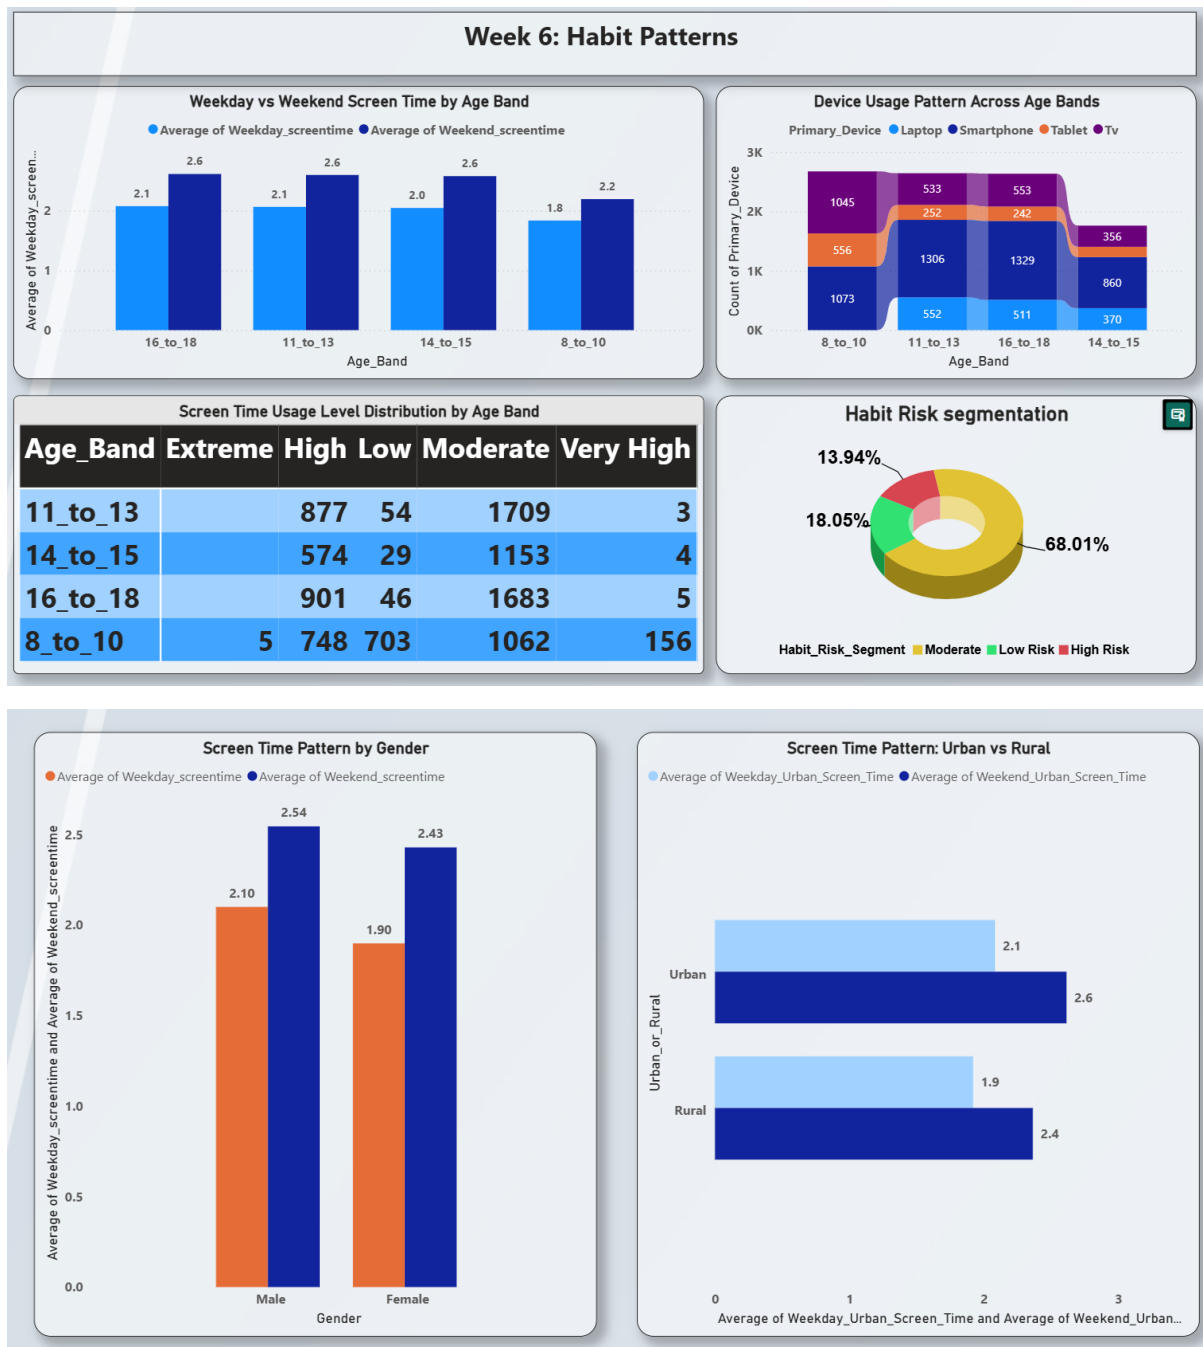 Week 6: Habit Patterns
Weekday vs Weekend Screen Time by Age Band
Average of Weekday_screentime Average of Weekend_screentime
Average of Weekday_screen...
2
1
0
2.1
2.6
2.1
2.6
2.0
2.6
1.8
2.2
16_to_18 11_to_13 14_to_15 8_to_10
Age_Band
Device Usage Pattern Across Age Bands
Primary_Device Laptop Smartphone Tablet Tv
Count of Primary_Device
3K
2K
1K
0K
1045 533 553 356
556 252 242
1073 1306 1329 860
552 511 370
8_to_10 11_to_13 16_to_18 14_to_15
Age_Band
Screen Time Usage Level Distribution by Age Band
Age_Band Extreme High Low Moderate Very High
11_to_13 877 54 1709 3
14_to_15 574 29 1153 4
16_to_18 901 46 1683 5
8_to_10 5 748 703 1062 156
Habit Risk segmentation
13.94%
18.05%
68.01%
Habit_Risk_Segment Moderate Low Risk High Risk
Screen Time Pattern by Gender
Average of Weekday_screentime Average of Weekend_screentime
Average of Weekday_screentime and Average of Weekend_screentime
2.5
2.0
1.5
1.0
0.5
0.0
2.10
2.54
1.90
2.43
Male Female
Gender
Screen Time Pattern: Urban vs Rural
Average of Weekday_Urban_Screen_Time Average of Weekend_Urban_Screen_Time
Urban_or_Rural
Urban
2.1
2.6
Rural
1.9
2.4
0 1 2 3
Average of Weekday_Urban_Screen_Time and Average of Weekend_Urban...